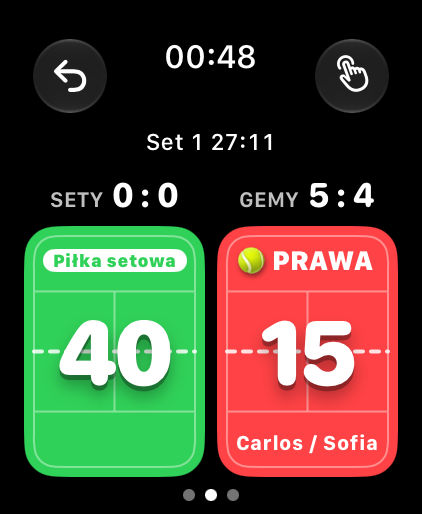 00:48
Set 1 27:11
SETY 0:0 GEMY 5:4
Piłka setowa
40
PRAWA
15
Carlos / Sofia